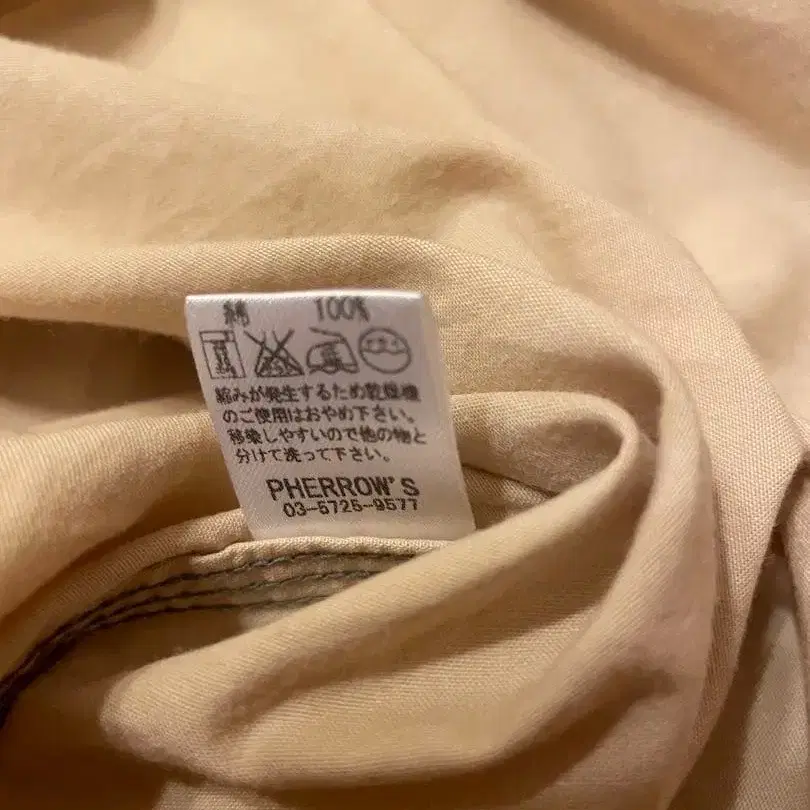 綿 100%
縮みが発生するため乾燥機
のご使用はおやめ下さい。
移染しやすいので他の物と
分けて洗って下さい。
PHERROW'S
03-5725-9577